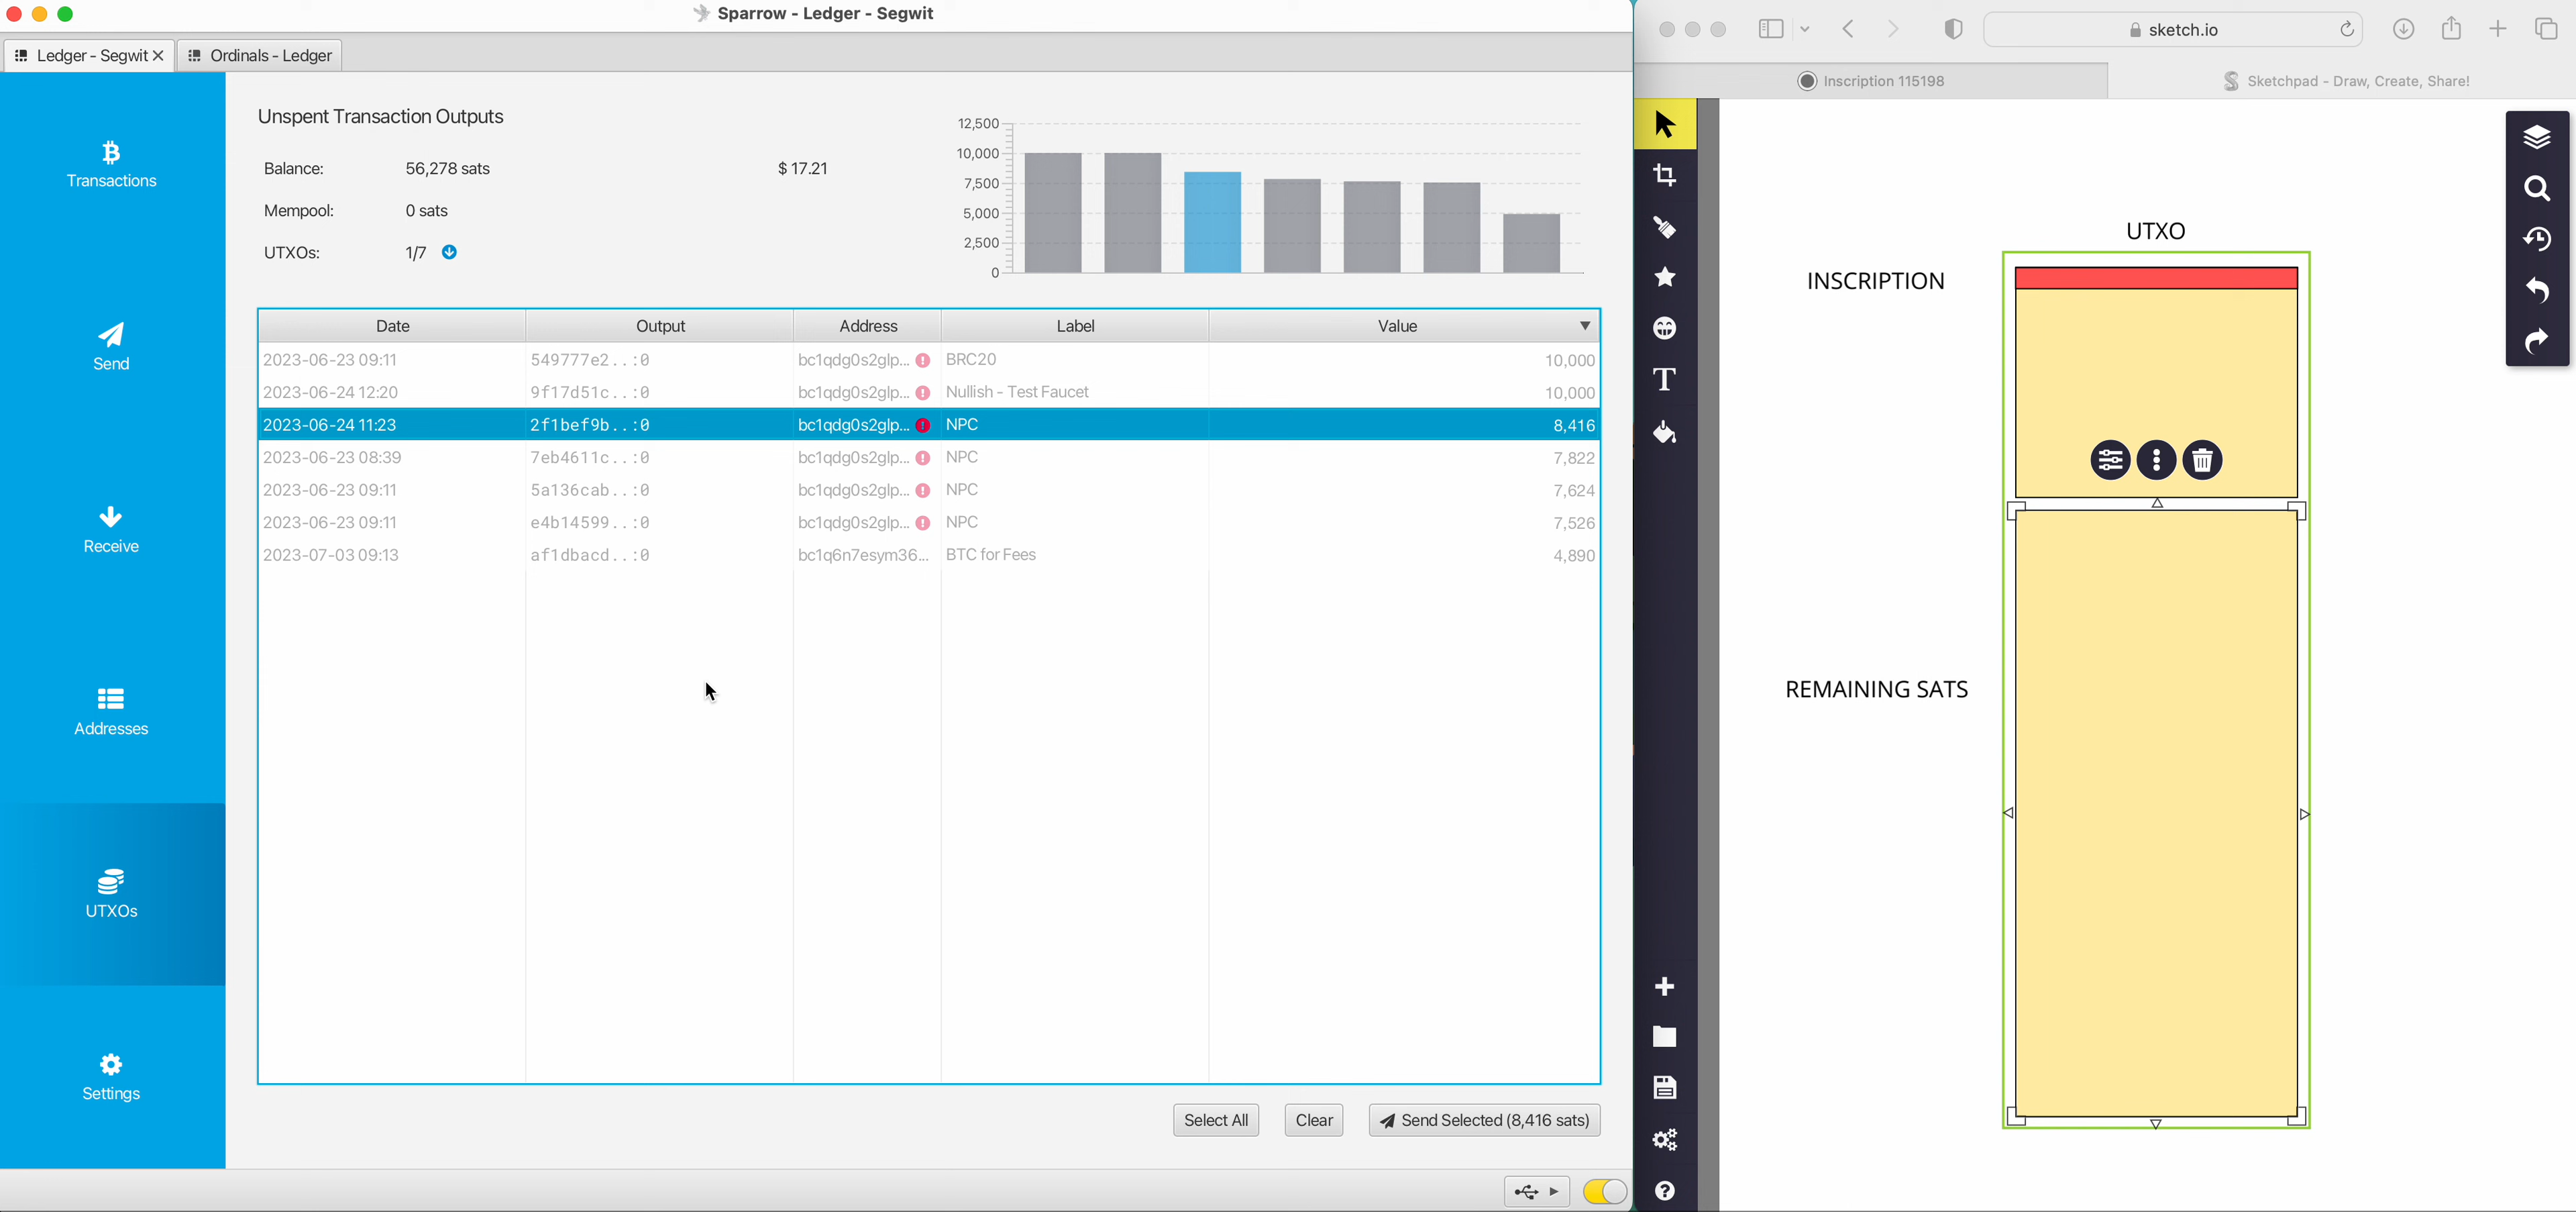 Sparrow - Ledger - Segwit
Ledger - Segwit
Ordinals - Ledger
Transactions
Send
Receive
Addresses
UTXOs
Settings
Unspent Transaction Outputs
Balance: 56,278 sats $ 17.21
Mempool: 0 sats
UTXOs: 1/7
12,500
10,000
7,500
5,000
2,500
0
Date Output Address Label Value
2023-06-23 09:11 549777e2..:0 bc1qdg0s2glp... BRC20 10,000
2023-06-24 12:20 9f17d51c..:0 bc1qdg0s2glp... Nullish - Test Faucet 10,000
2023-06-24 11:23 2f1bef9b..:0 bc1qdg0s2glp... NPC 8,416
2023-06-23 08:39 7eb4611c..:0 bc1qdg0s2glp... NPC 7,822
2023-06-23 09:11 5a136cab..:0 bc1qdg0s2glp... NPC 7,624
2023-06-23 09:11 e4b14599..:0 bc1qdg0s2glp... NPC 7,526
2023-07-03 09:13 af1dbacd..:0 bc1q6n7esym36... BTC for Fees 4,890
Select All
Clear
Send Selected (8,416 sats)
sketch.io
Inscription 115198
Sketchpad - Draw, Create, Share!
UTXO
INSCRIPTION
REMAINING SATS